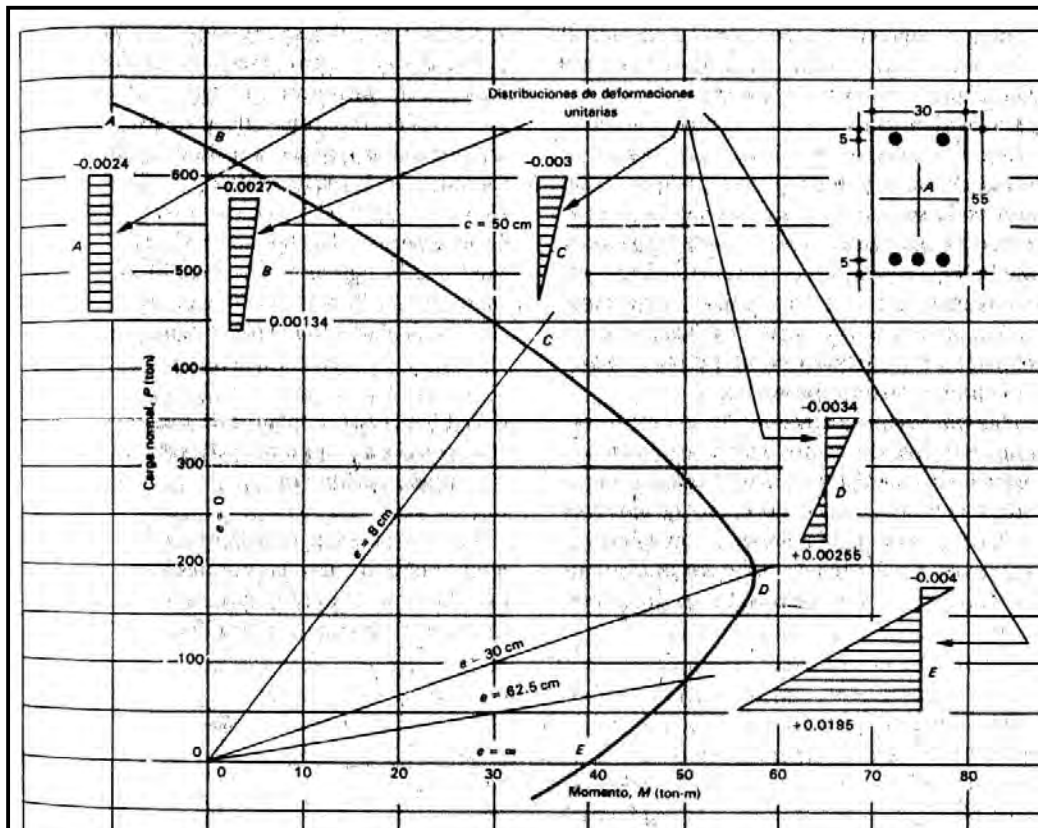 Distribuciones de deformaciones
unitarias
A
B
-0.0024
-0.0027
-0.003
30
5
A
55
5
600
c = 50 cm
C
A
B
500
0.00134
C
400
Carga normal, P (ton)
-0.0034
300
D
e = 0
e = 8 cm
+0.00255
200
-0.004
D
e = 30 cm
100
E
e = 62.5 cm
+0.0185
0
e = ∞
E
0
10
20
30
40
50
60
70
80
Momento, M (ton-m)